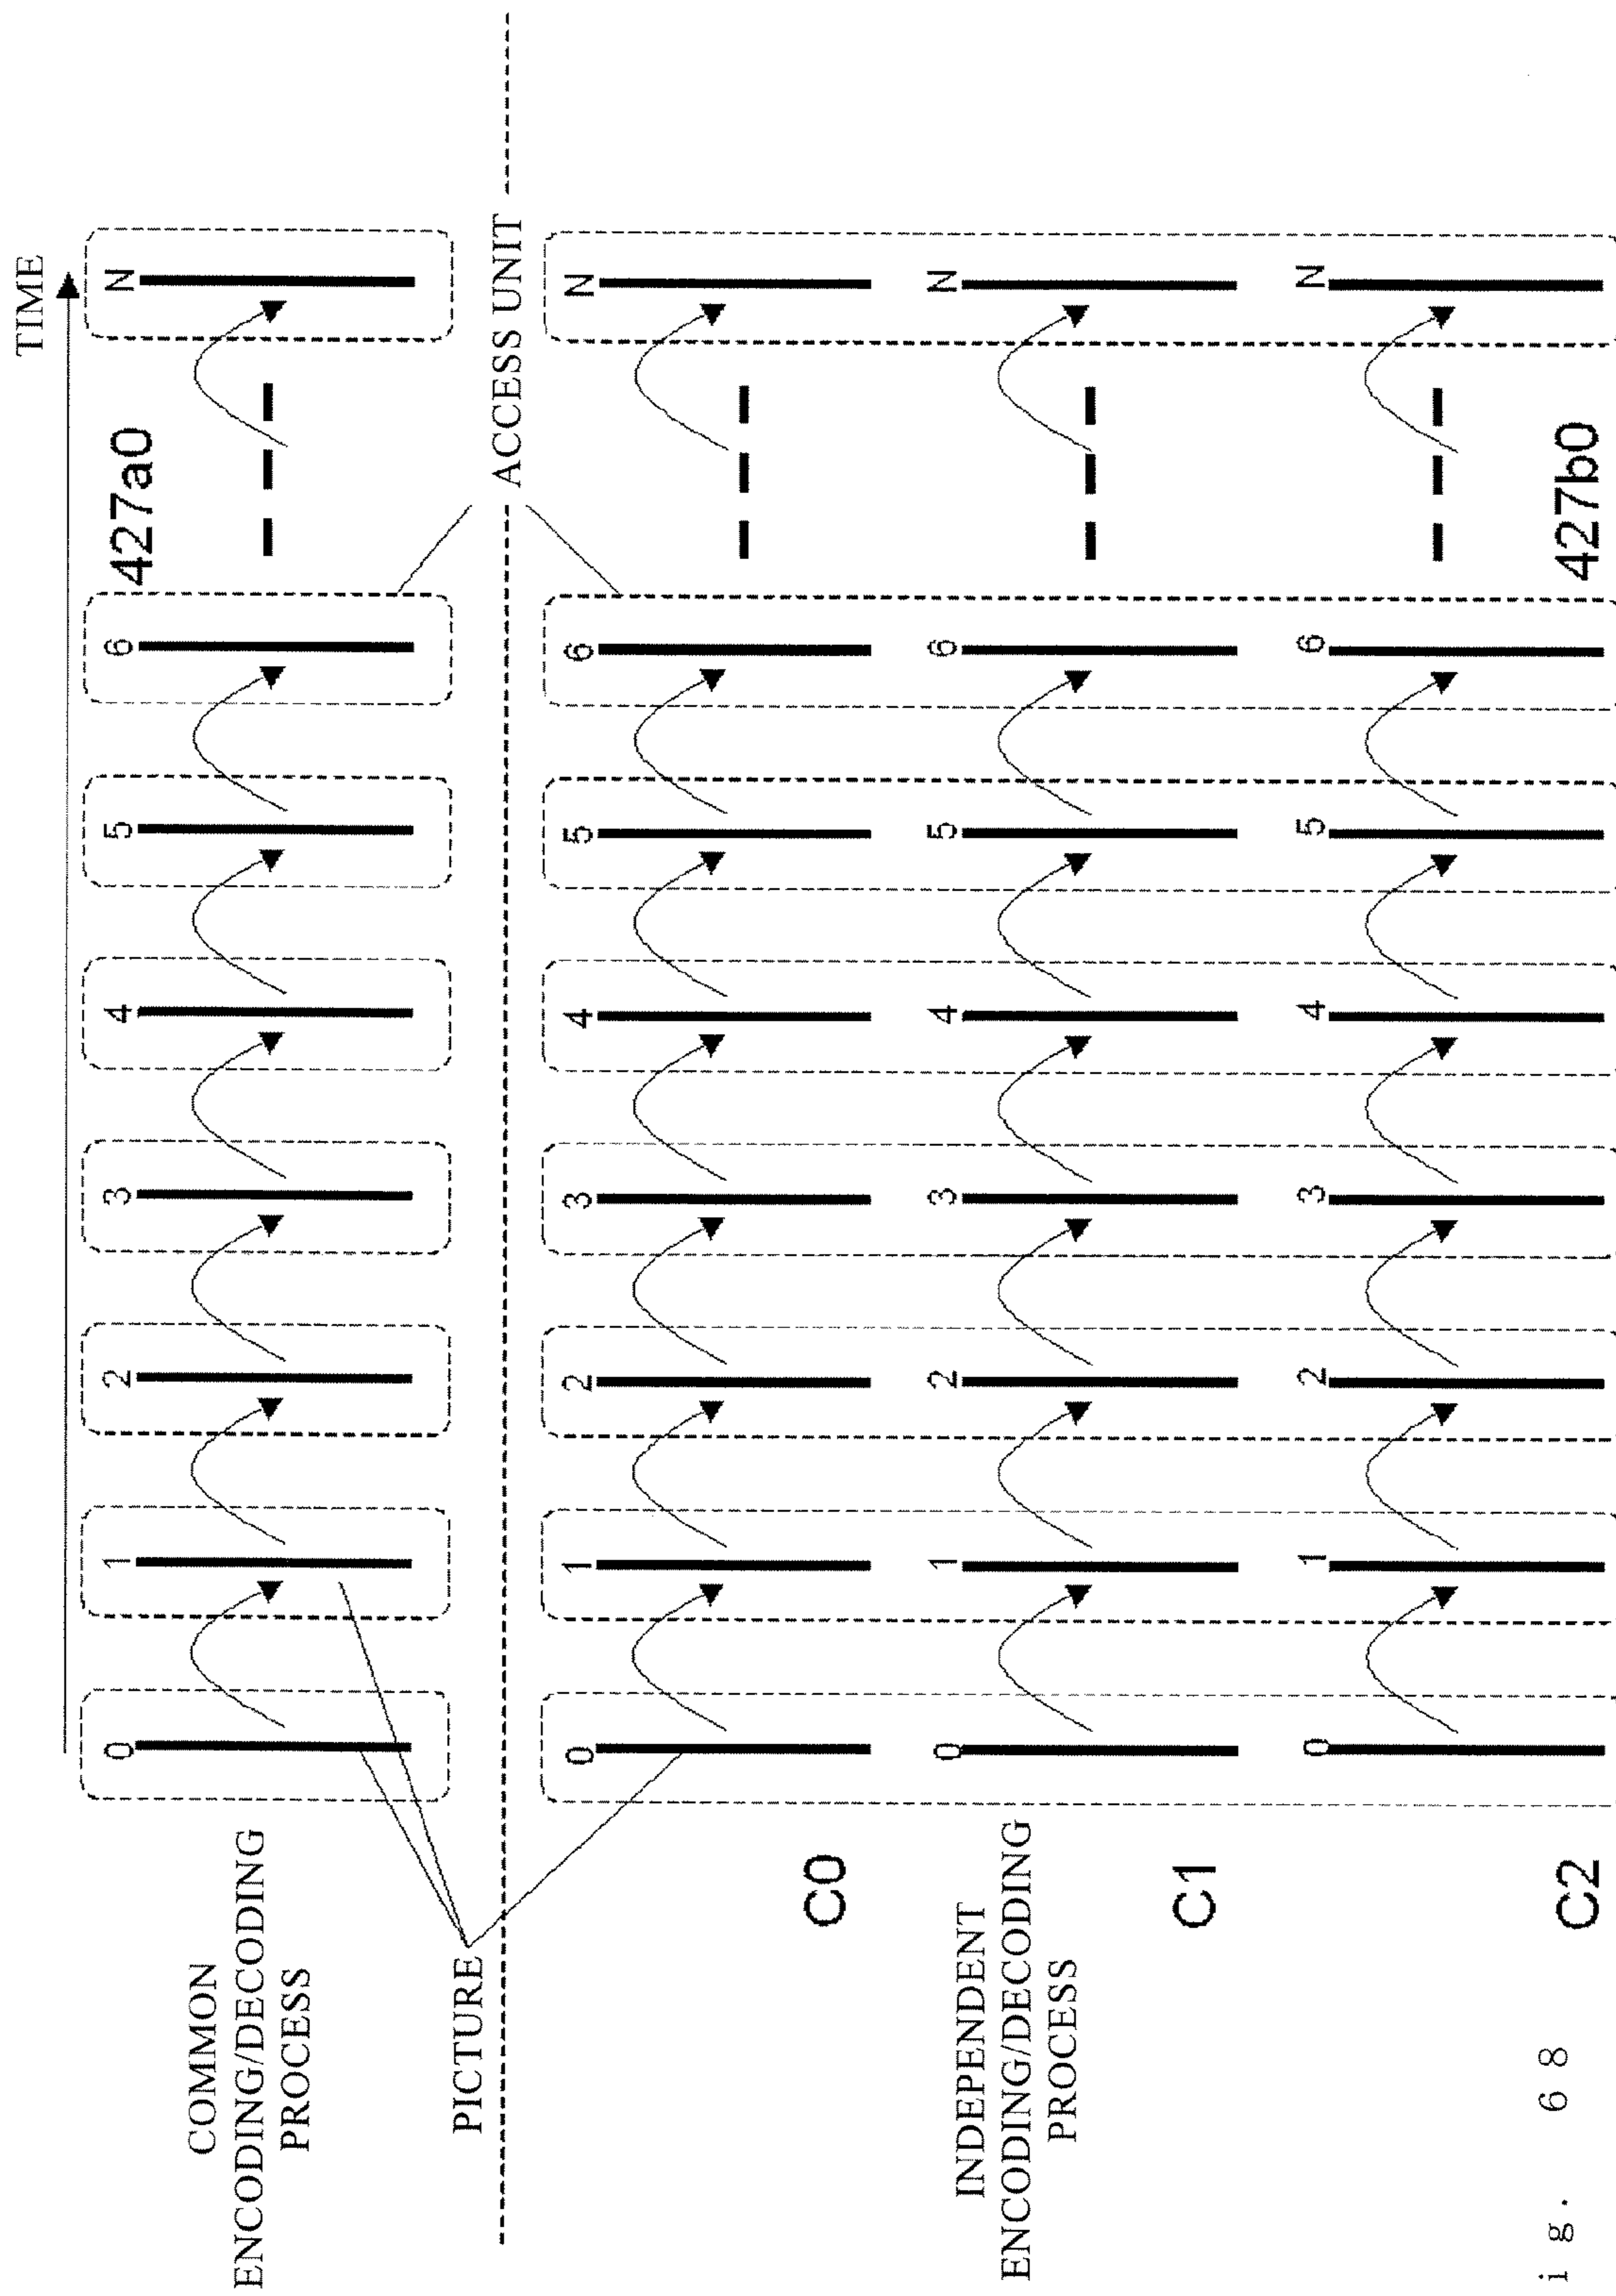 TIME
427a0
0 1 2 3 4 5 6 N
COMMON
ENCODING/DECODING
PROCESS
PICTURE
ACCESS UNIT
0 1 2 3 4 5 6 N
C0
INDEPENDENT
ENCODING/DECODING
PROCESS
0 1 2 3 4 5 6 N
C1
0 1 2 3 4 5 6 N
C2
427b0
ig. 68